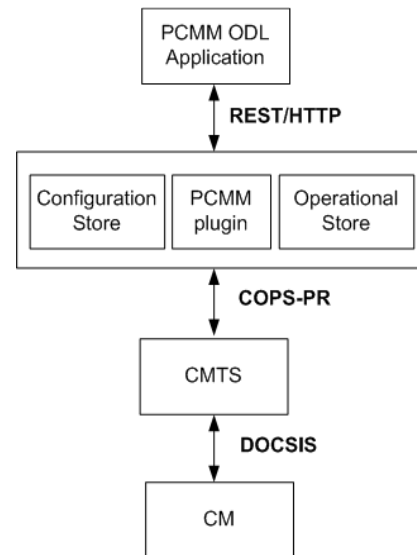 PCMM ODL
Application
REST/HTTP
Configuration
Store
PCMM
plugin
Operational
Store
COPS-PR
CMTS
DOCSIS
CM